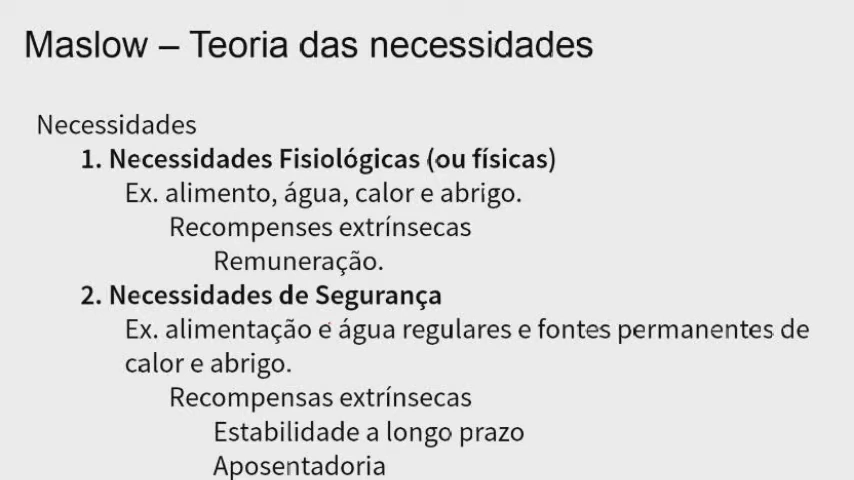 Maslow – Teoria das necessidades
Necessidades
1. Necessidades Fisiológicas (ou físicas)
Ex. alimento, água, calor e abrigo.
Recompenses extrínsecas
Remuneração.
2. Necessidades de Segurança
Ex. alimentação e água regulares e fontes permanentes de
calor e abrigo.
Recompensas extrínsecas
Estabilidade a longo prazo
Aposentadoria